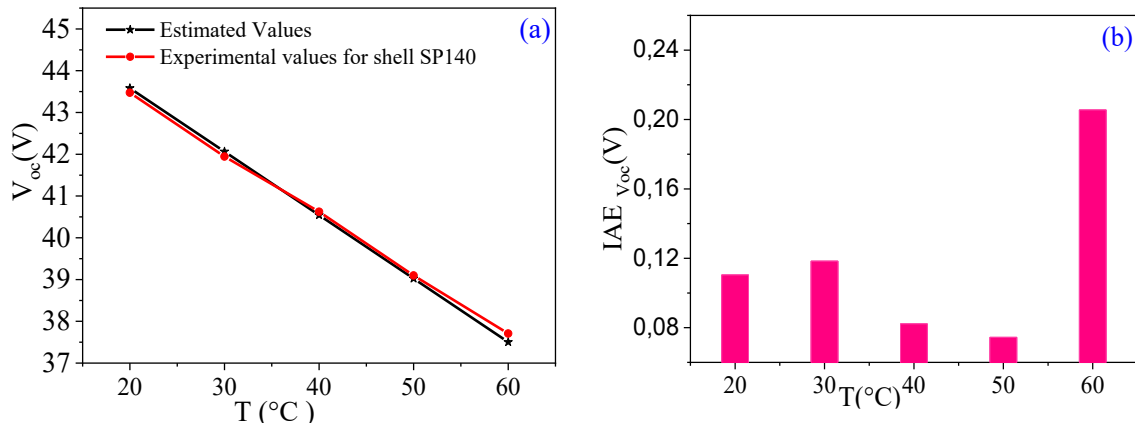 (a)
Estimated Values
Experimental values for shell SP140
45
44
43
42
41
40
39
38
37
V_oc(V)
20 30 40 50 60
T (°C )
(b)
0,24
0,20
0,16
0,12
0,08
IAE Voc(V)
20 30 40 50 60
T(°C)